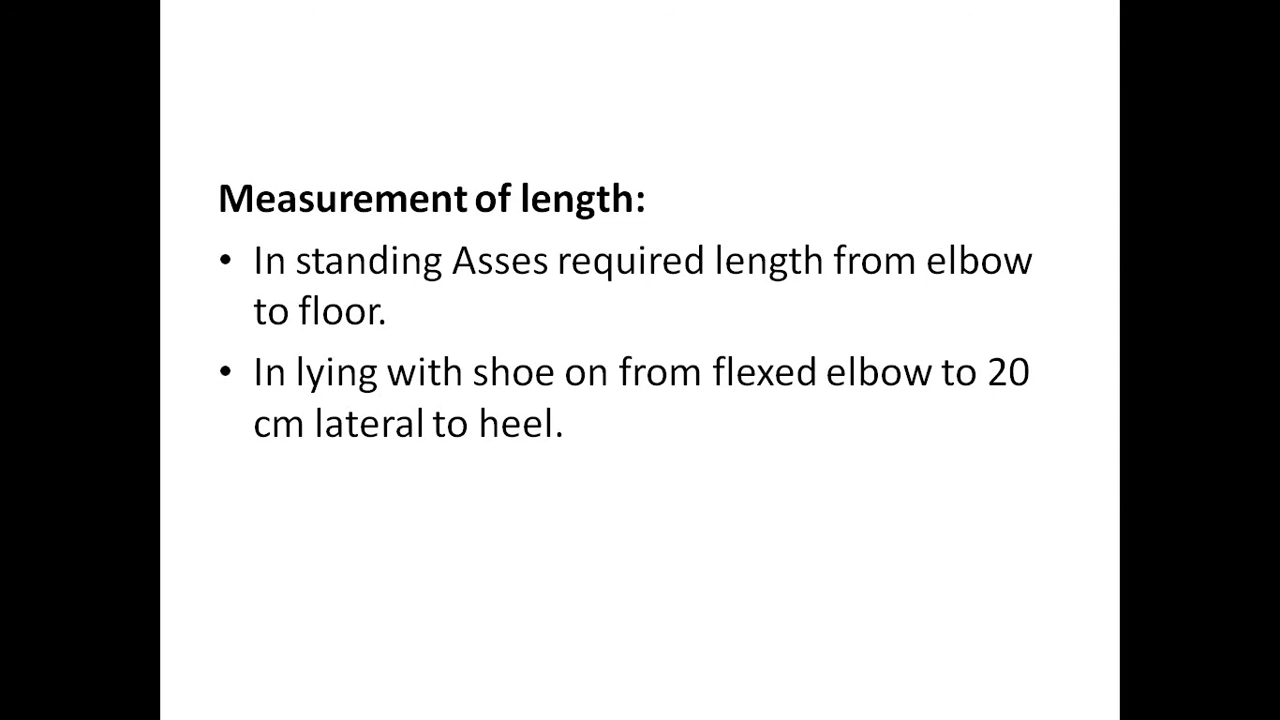 Measurement of length:
• In standing Asses required length from elbow
to floor.
• In lying with shoe on from flexed elbow to 20
cm lateral to heel.